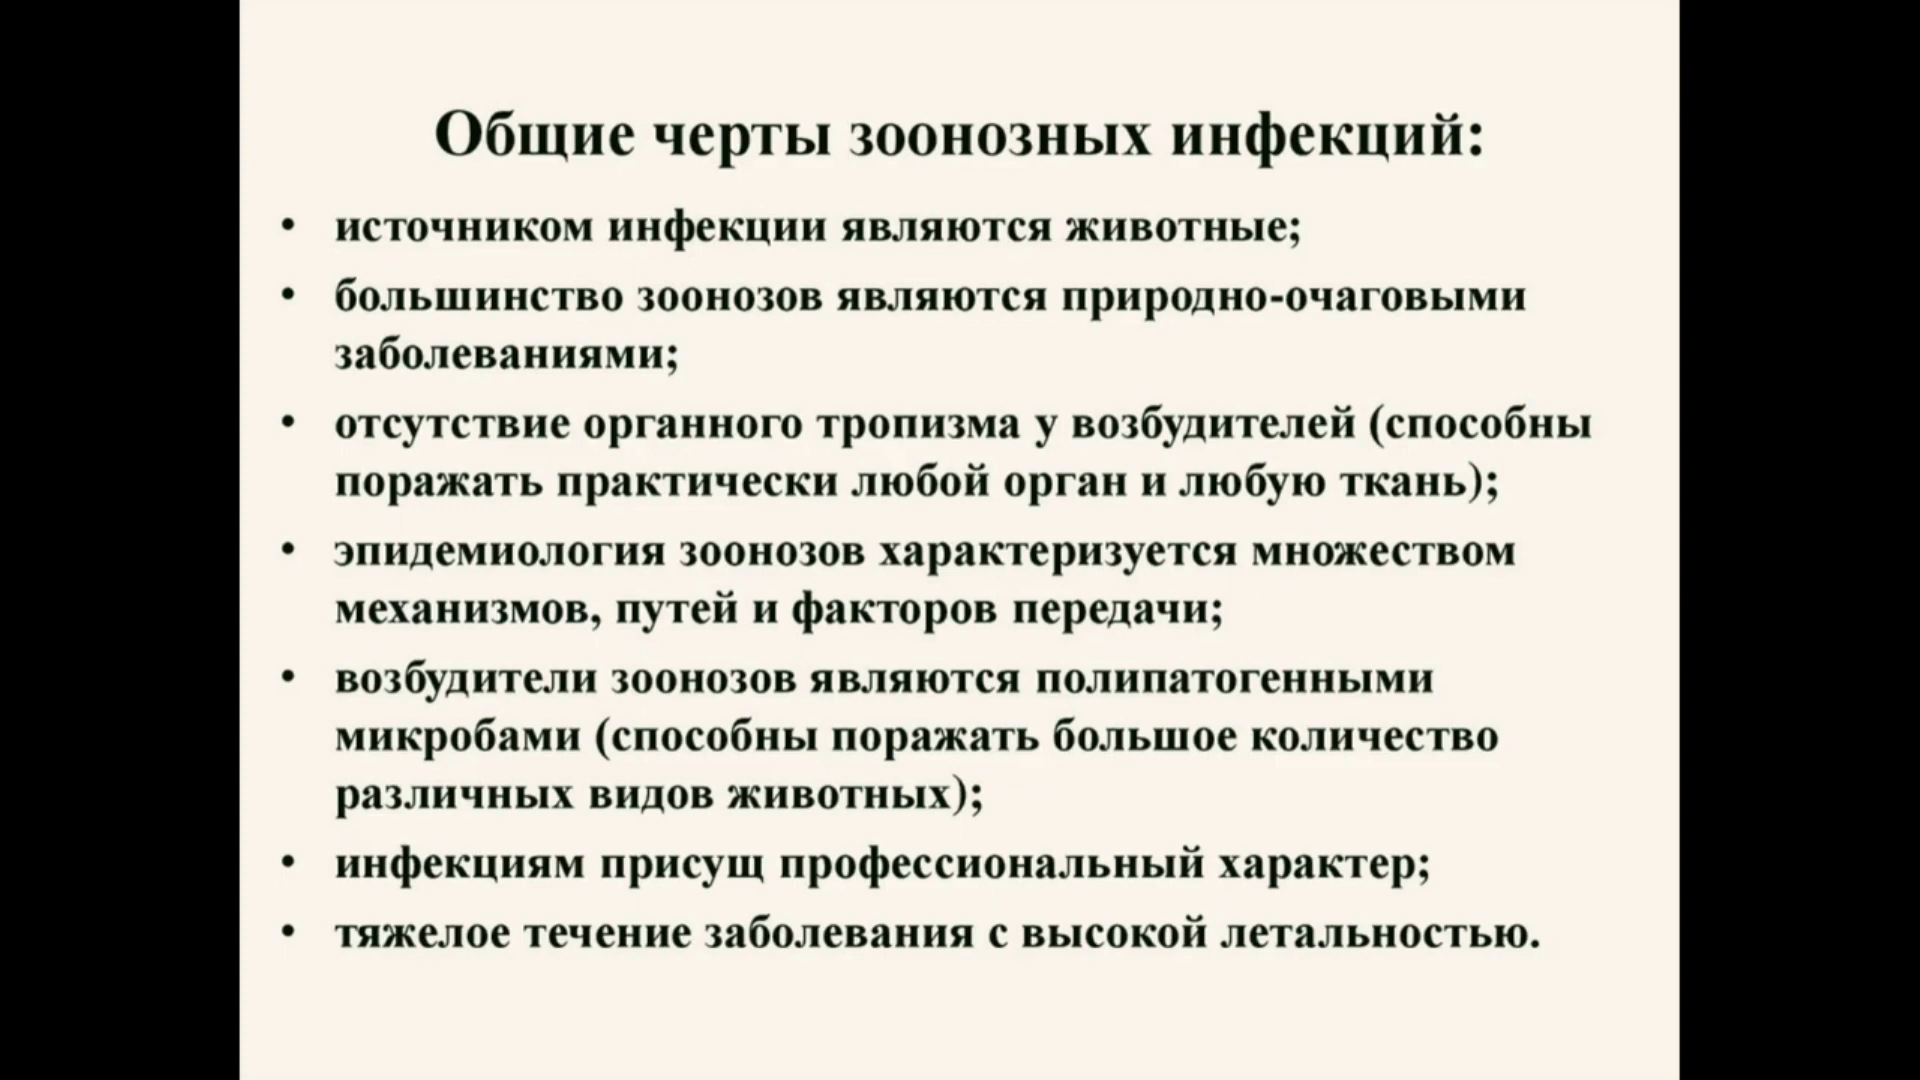 Общие черты зоонозных инфекций:
• источником инфекции являются животные;
• большинство зоонозов являются природно-очаговыми
заболеваниями;
• отсутствие органного тропизма у возбудителей (способны
поражать практически любой орган и любую ткань);
• эпидемиология зоонозов характеризуется множеством
механизмов, путей и факторов передачи;
• возбудители зоонозов являются полипатогенными
микробами (способны поражать большое количество
различных видов животных);
• инфекциям присущ профессиональный характер;
• тяжелое течение заболевания с высокой летальностью.